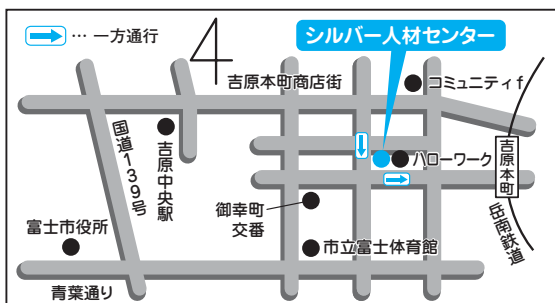 … 一方通行
シルバー人材センター
吉原本町商店街
コミュニティf
国道139号
吉原中央駅
ハローワーク
吉原本町
岳南鉄道
御幸町
交番
富士市役所
市立富士体育館
青葉通り